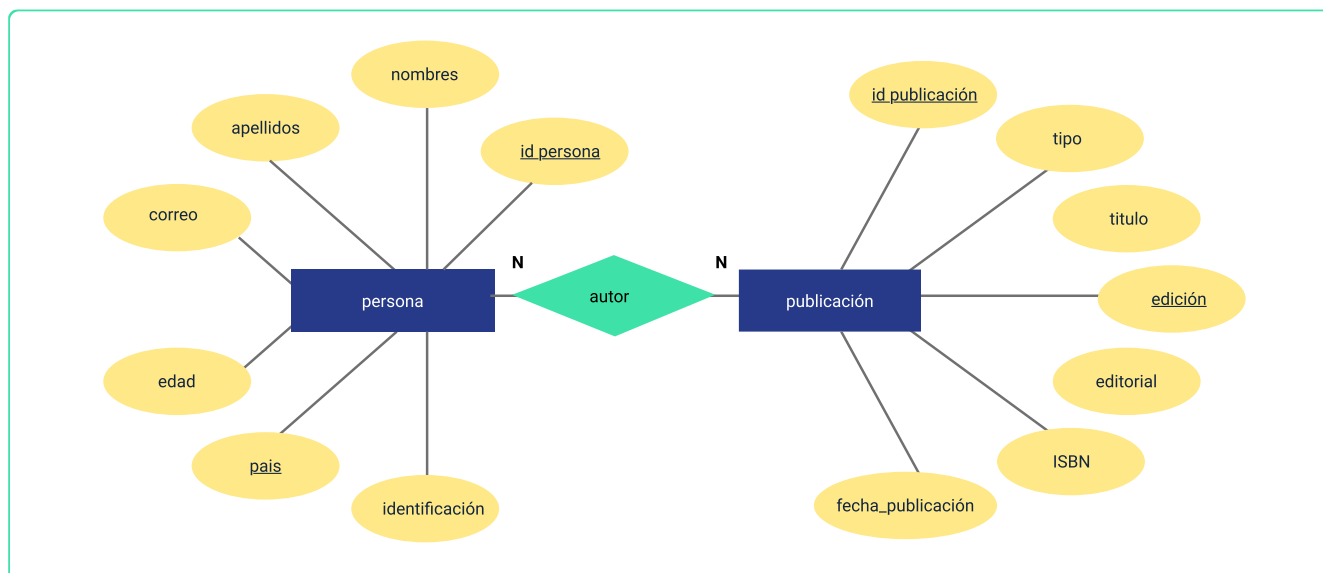 nombres
id publicación
apellidos
tipo
id persona
correo
titulo
N
N
persona
autor
publicación
edición
edad
editorial
pais
ISBN
identificación
fecha_publicación